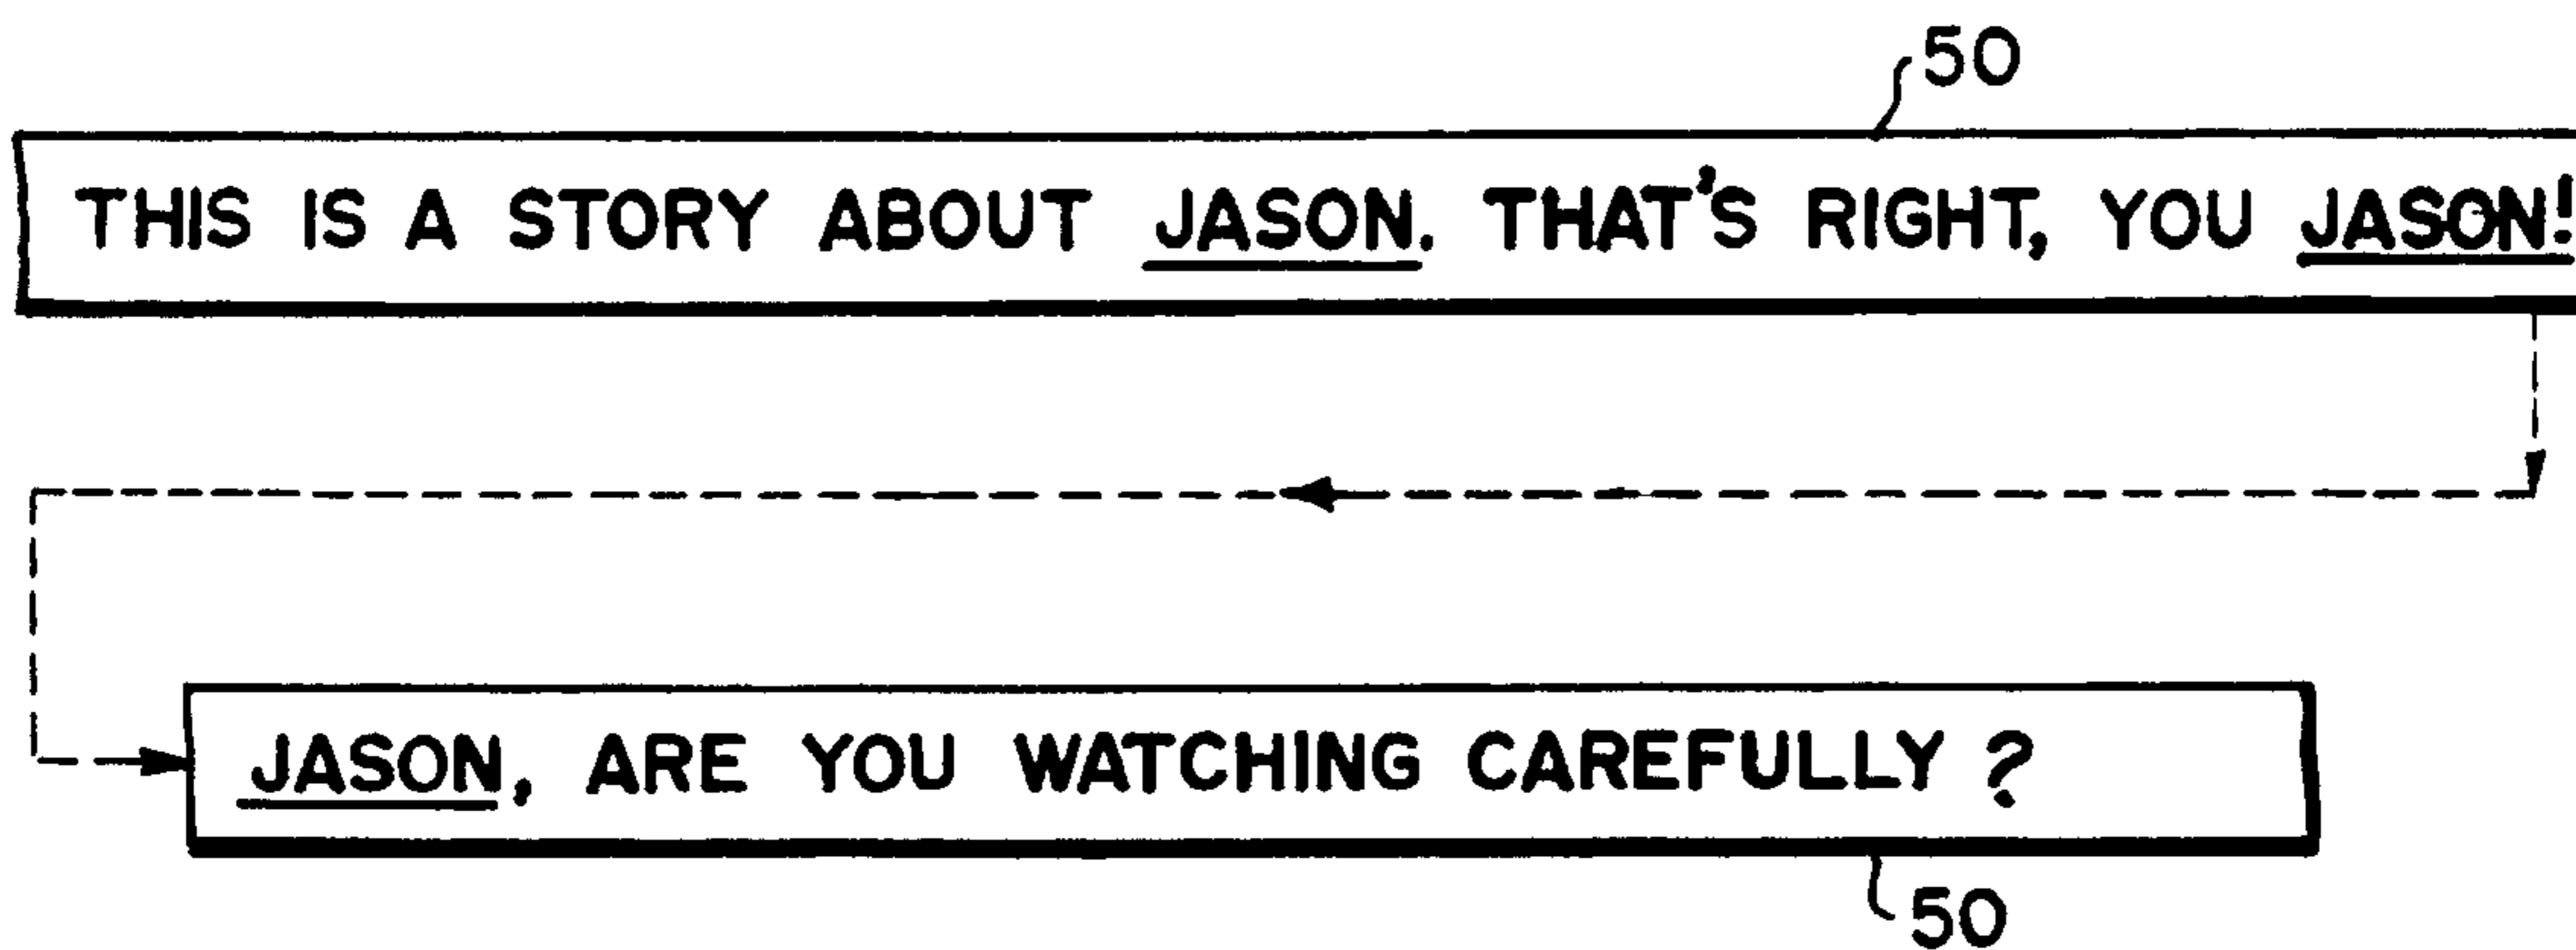 50
THIS IS A STORY ABOUT JASON. THAT'S RIGHT, YOU JASON!
JASON, ARE YOU WATCHING CAREFULLY ?
50